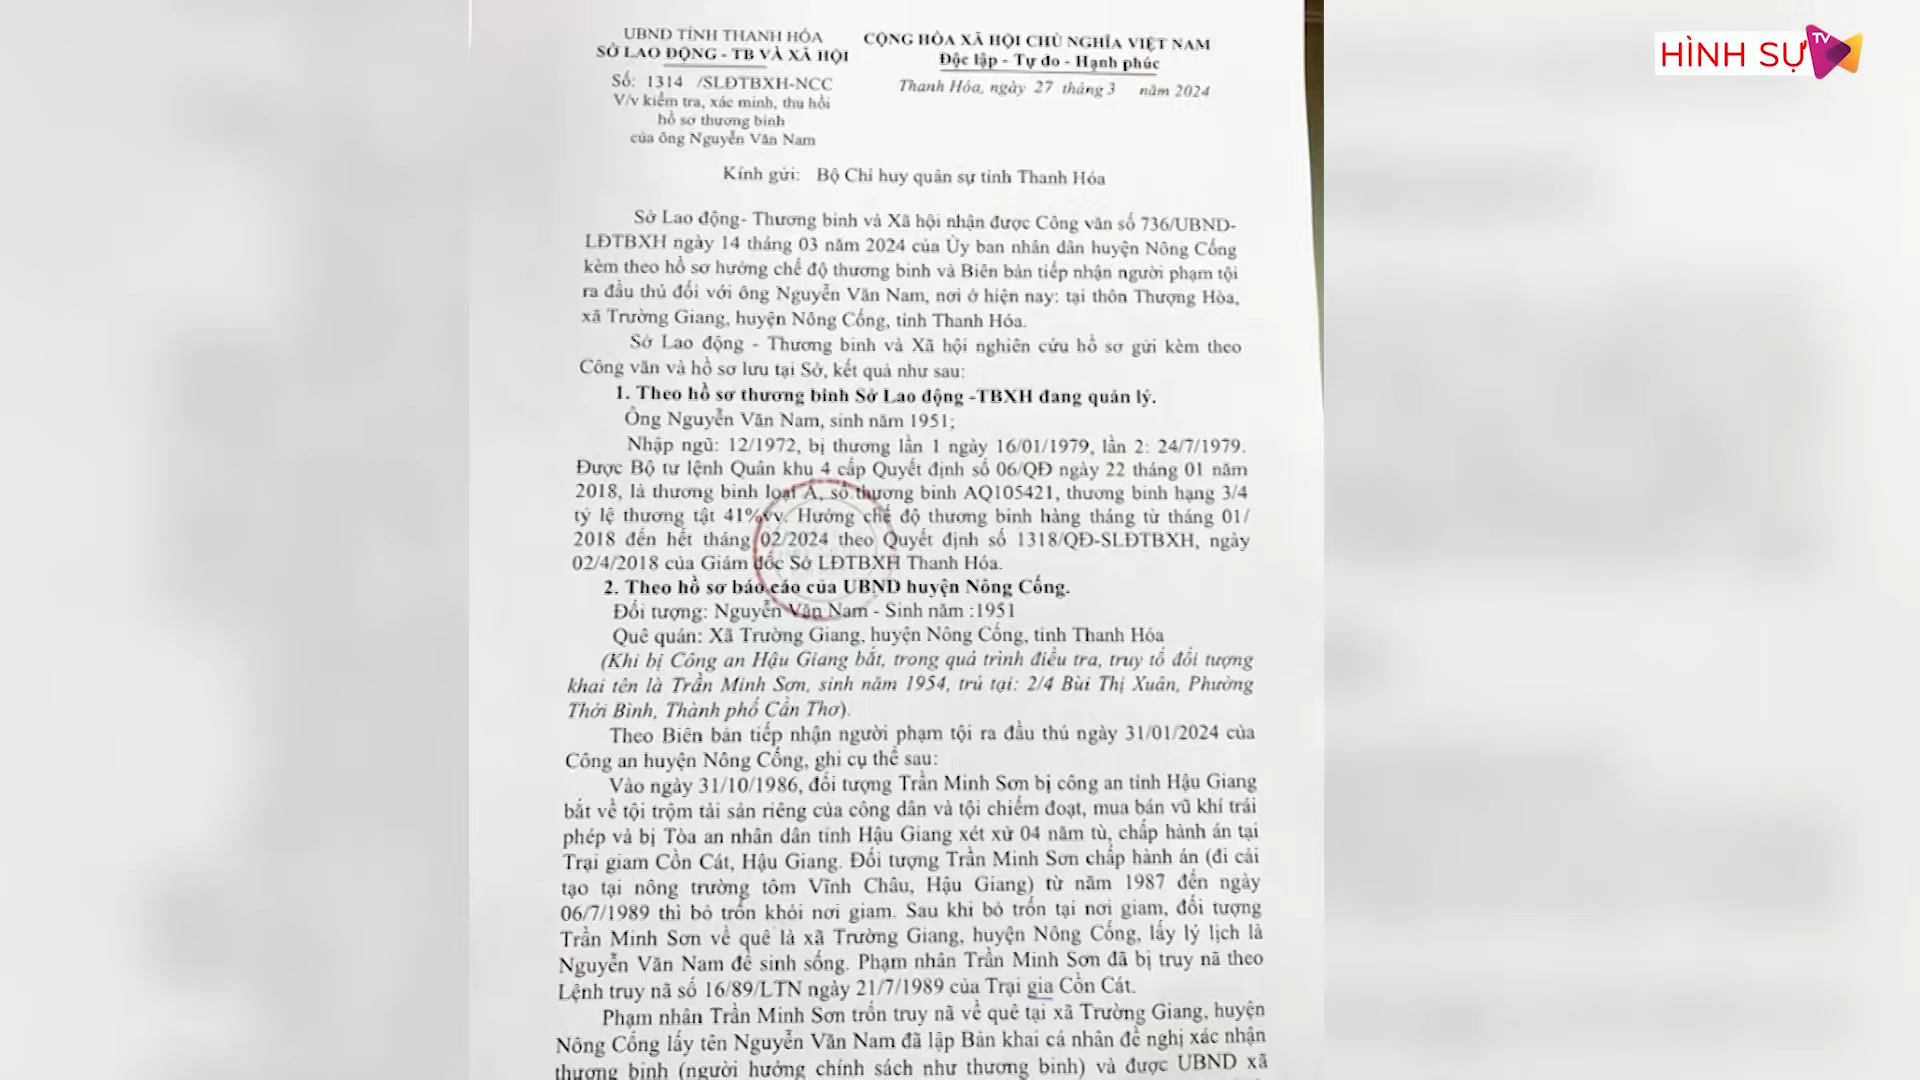 HÌNH SỰ TV
UBND TỈNH THANH HÓA
SỞ LAO ĐỘNG - TB VÀ XÃ HỘI
CỘNG HÒA XÃ HỘI CHỦ NGHĨA VIỆT NAM
Độc lập - Tự do - Hạnh phúc
Số: 1314 /SLĐTBXH-NCC
V/v kiểm tra, xác minh, thu hồi
hồ sơ thương binh
của ông Nguyễn Văn Nam
Thanh Hóa, ngày 27 tháng 3 năm 2024
Kính gửi: Bộ Chỉ huy quân sự tỉnh Thanh Hóa
Sở Lao động- Thương binh và Xã hội nhận được Công văn số 736/UBND-
LĐTBXH ngày 14 tháng 03 năm 2024 của Ủy ban nhân dân huyện Nông Cống
kèm theo hồ sơ hưởng chế độ thương binh và Biên bản tiếp nhận người phạm tội
ra đầu thú đối với ông Nguyễn Văn Nam, nơi ở hiện nay: tại thôn Thượng Hòa,
xã Trường Giang, huyện Nông Cống, tỉnh Thanh Hóa.
Sở Lao động - Thương binh và Xã hội nghiên cứu hồ sơ gửi kèm theo
Công văn và hồ sơ lưu tại Sở, kết quả như sau:
1. Theo hồ sơ thương binh Sở Lao động -TBXH đang quản lý.
Ông Nguyễn Văn Nam, sinh năm 1951;
Nhập ngũ: 12/1972, bị thương lần 1 ngày 16/01/1979, lần 2: 24/7/1979.
Được Bộ tư lệnh Quân khu 4 cấp Quyết định số 06/QĐ ngày 22 tháng 01 năm
2018, là thương binh loại A, số thương binh AQ105421, thương binh hạng 3/4
tỷ lệ thương tật 41%vv. Hưởng chế độ thương binh hàng tháng từ tháng 01/
2018 đến hết tháng 02/2024 theo Quyết định số 1318/QĐ-SLĐTBXH, ngày
02/4/2018 của Giám đốc Sở LĐTBXH Thanh Hóa.
2. Theo hồ sơ báo cáo của UBND huyện Nông Cống.
Đối tượng: Nguyễn Văn Nam - Sinh năm :1951
Quê quán: Xã Trường Giang, huyện Nông Cống, tỉnh Thanh Hóa
(Khi bị Công an Hậu Giang bắt, trong quá trình điều tra, truy tố đối tượng
khai tên là Trần Minh Sơn, sinh năm 1954, trú tại: 2/4 Bùi Thị Xuân, Phường
Thới Bình, Thành phố Cần Thơ).
Theo Biên bản tiếp nhận người phạm tội ra đầu thú ngày 31/01/2024 của
Công an huyện Nông Cống, ghi cụ thể sau:
Vào ngày 31/10/1986, đối tượng Trần Minh Sơn bị công an tỉnh Hậu Giang
bắt về tội trộm tài sản riêng của công dân và tội chiếm đoạt, mua bán vũ khí trái
phép và bị Tòa an nhân dân tỉnh Hậu Giang xét xử 04 năm tù, chấp hành án tại
Trại giam Cồn Cát, Hậu Giang. Đối tượng Trần Minh Sơn chấp hành án (đi cải
tạo tại nông trường tôm Vĩnh Châu, Hậu Giang) từ năm 1987 đến ngày
06/7/1989 thì bỏ trốn khỏi nơi giam. Sau khi bỏ trốn tại nơi giam, đối tượng
Trần Minh Sơn về quê là xã Trường Giang, huyện Nông Cống, lấy lý lịch là
Nguyễn Văn Nam để sinh sống. Phạm nhân Trần Minh Sơn đã bị truy nã theo
Lệnh truy nã số 16/89/LTN ngày 21/7/1989 của Trại gia Cồn Cát.
Phạm nhân Trần Minh Sơn trốn truy nã về quê tại xã Trường Giang, huyện
Nông Cống lấy tên Nguyễn Văn Nam đã lập Bản khai cá nhân đề nghị xác nhận
thương binh (người hưởng chính sách như thương binh) và được UBND xã